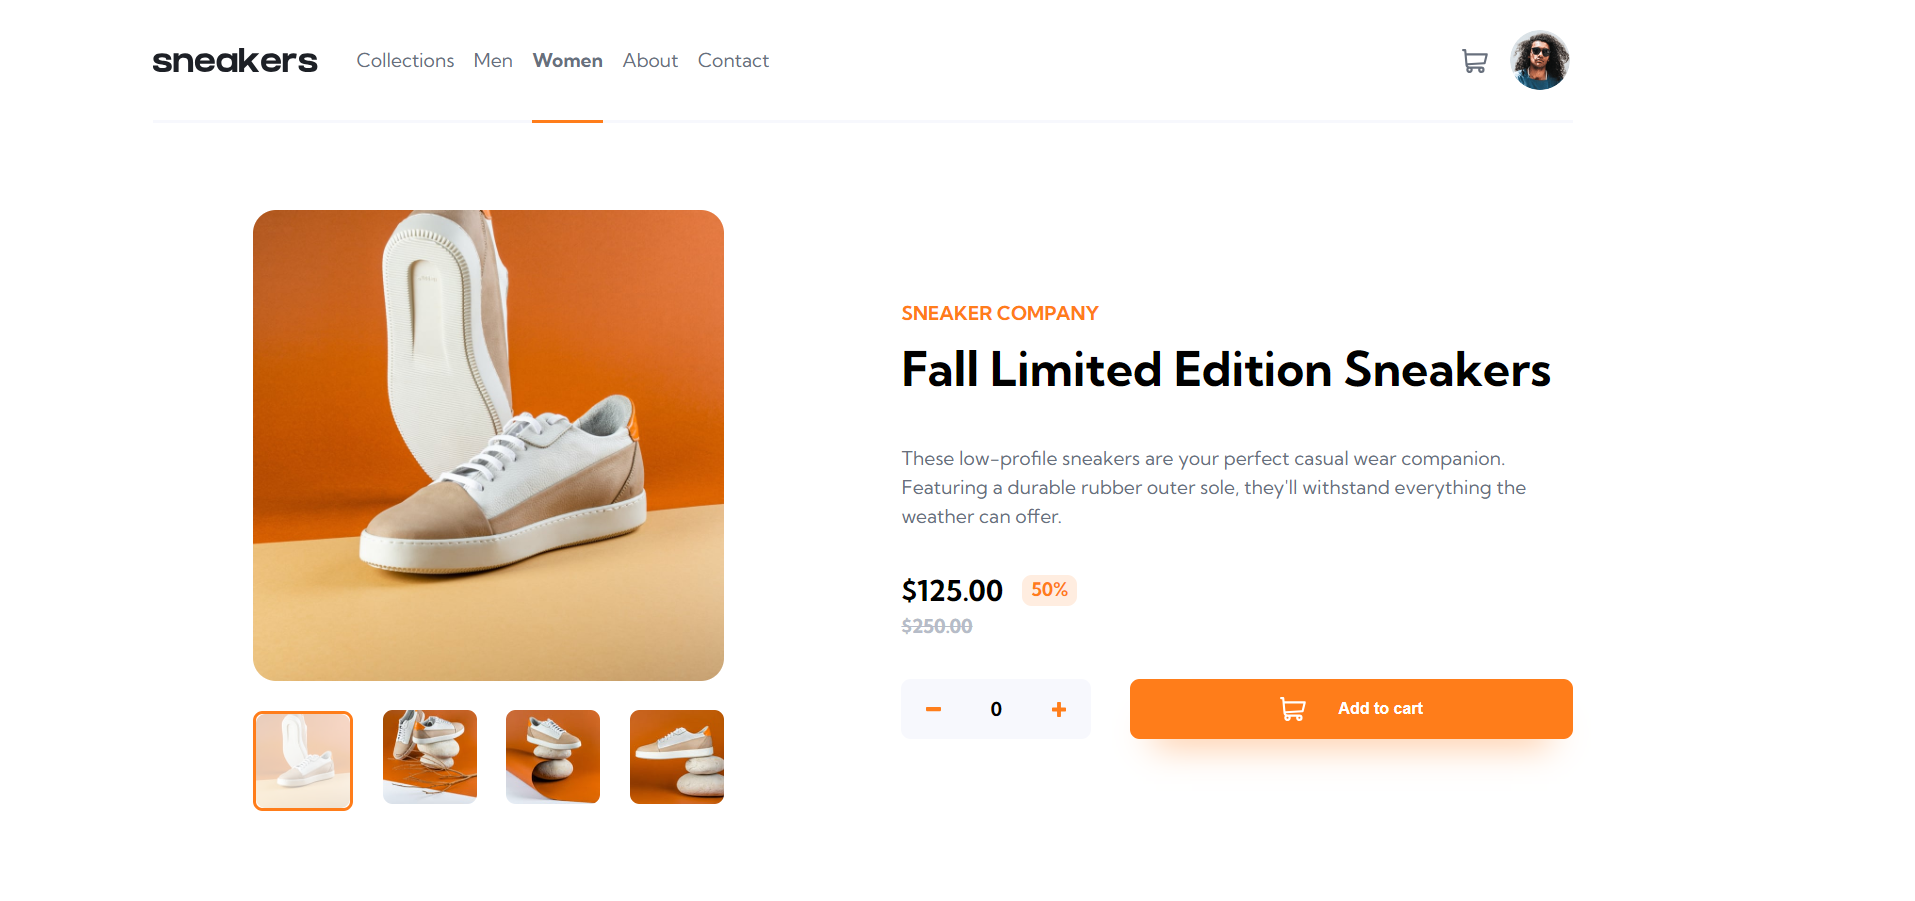 sneakers
Collections Men Women About Contact
SNEAKER COMPANY
Fall Limited Edition Sneakers
These low-profile sneakers are your perfect casual wear companion.
Featuring a durable rubber outer sole, they'll withstand everything the
weather can offer.
$125.00 50%
$250.00
0
Add to cart